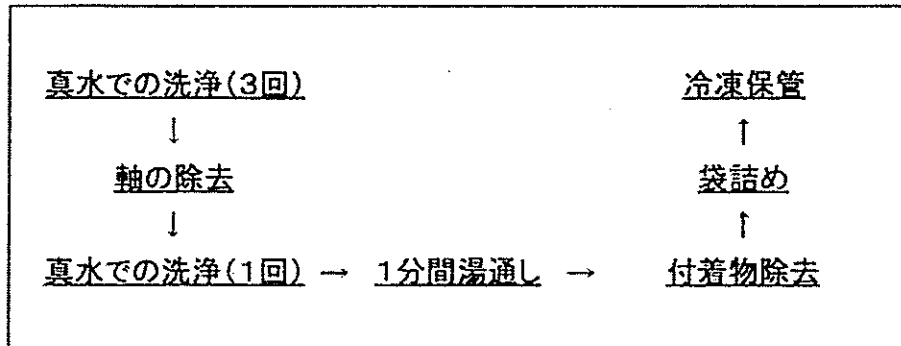 真水での洗浄(3回)
↓
軸の除去
↓
真水での洗浄(1回) → 1分間湯通し → 付着物除去
↑
袋詰め
↑
冷凍保管